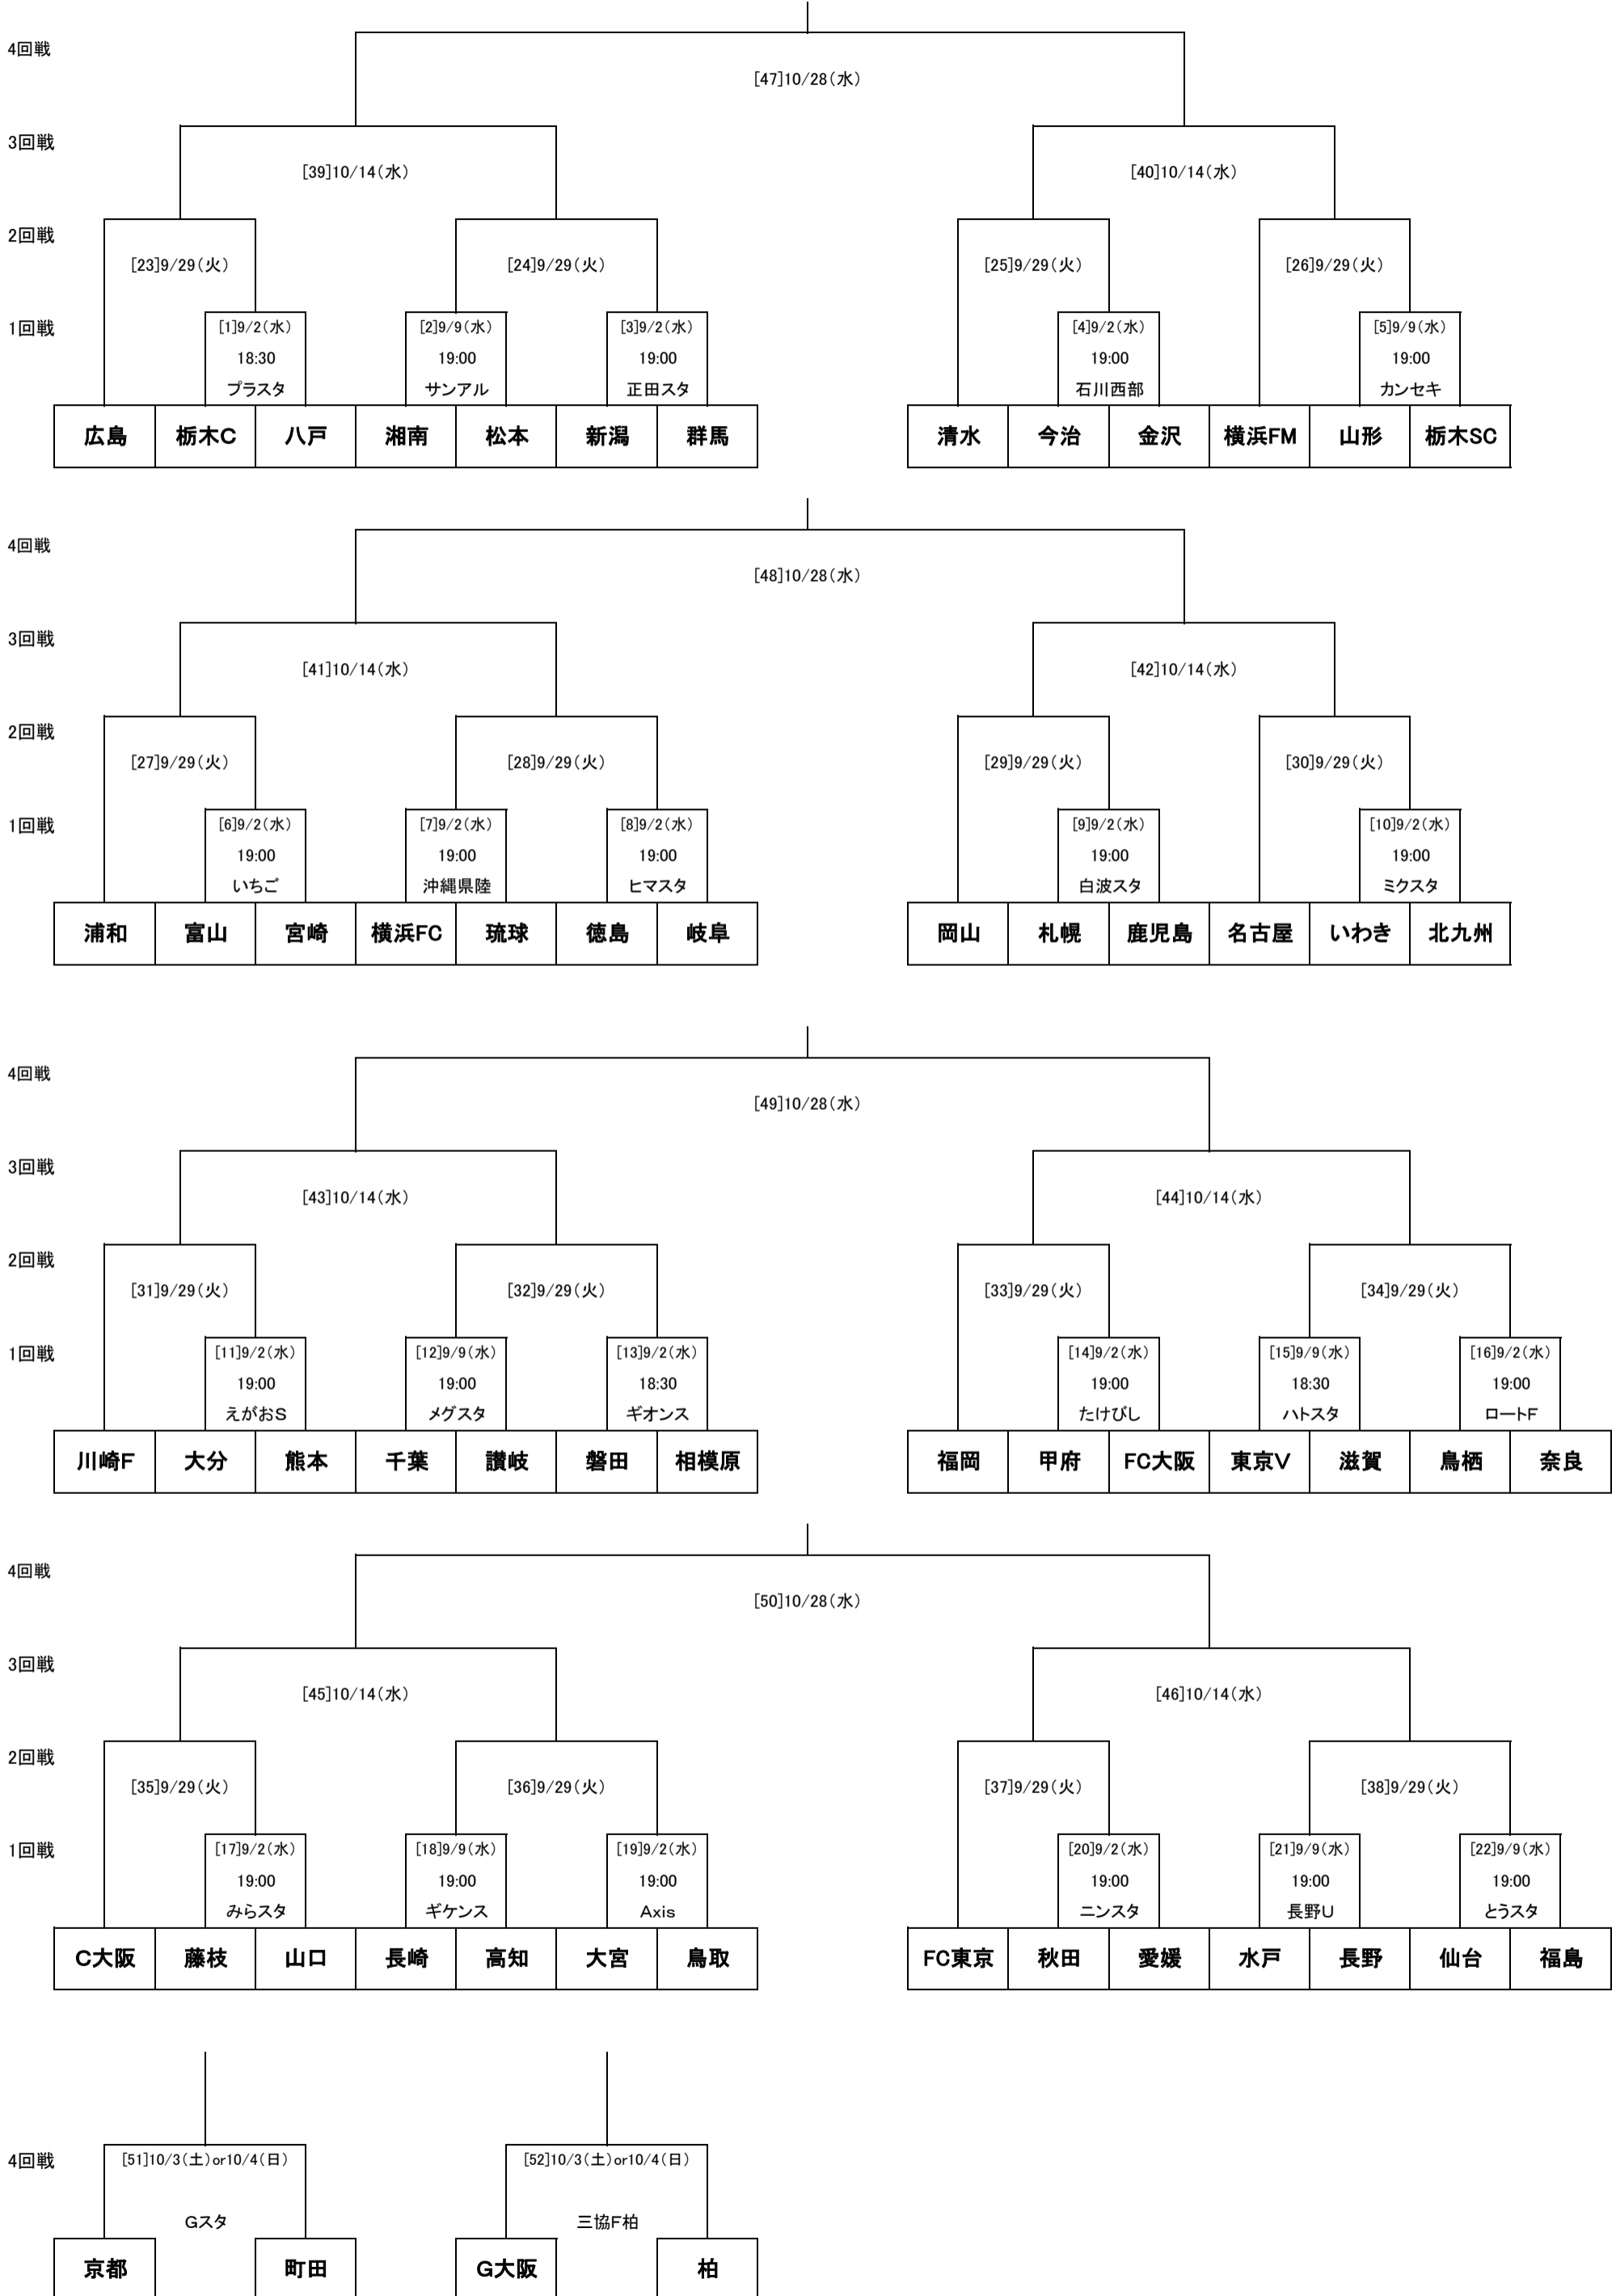 4回戦
[47]10/28(水)
3回戦
[39]10/14(水) [40]10/14(水)
2回戦
[23]9/29(火) [24]9/29(火) [25]9/29(火) [26]9/29(火)
1回戦 [1]9/2(水) [2]9/9(水) [3]9/2(水) [4]9/2(水) [5]9/9(水)
18:30 19:00 19:00 19:00 19:00
プラスタ サンアル 正田スタ 石川西部 カンセキ
広島 栃木C 八戸 湘南 松本 新潟 群馬 清水 今治 金沢 横浜FM 山形 栃木SC
4回戦
[48]10/28(水)
3回戦
[41]10/14(水) [42]10/14(水)
2回戦
[27]9/29(火) [28]9/29(火) [29]9/29(火) [30]9/29(火)
1回戦 [6]9/2(水) [7]9/2(水) [8]9/2(水) [9]9/2(水) [10]9/2(水)
19:00 19:00 19:00 19:00 19:00
いちご 沖縄県陸 ヒマスタ 白波スタ ミクスタ
浦和 富山 宮崎 横浜FC 琉球 徳島 岐阜 岡山 札幌 鹿児島 名古屋 いわき 北九州
4回戦
[49]10/28(水)
3回戦
[43]10/14(水) [44]10/14(水)
2回戦
[31]9/29(火) [32]9/29(火) [33]9/29(火) [34]9/29(火)
1回戦 [11]9/2(水) [12]9/9(水) [13]9/2(水) [14]9/2(水) [15]9/9(水) [16]9/2(水)
19:00 19:00 18:30 19:00 18:30 19:00
えがおS メグスタ ギオンス たけびし ハトスタ ロートF
川崎F 大分 熊本 千葉 讃岐 磐田 相模原 福岡 甲府 FC大阪 東京V 滋賀 鳥栖 奈良
4回戦
[50]10/28(水)
3回戦
[45]10/14(水) [46]10/14(水)
2回戦
[35]9/29(火) [36]9/29(火) [37]9/29(火) [38]9/29(火)
1回戦 [17]9/2(水) [18]9/9(水) [19]9/2(水) [20]9/2(水) [21]9/9(水) [22]9/9(水)
19:00 19:00 19:00 19:00 19:00 19:00
みらスタ ギケンス Axis ニンスタ 長野U とうスタ
C大阪 藤枝 山口 長崎 高知 大宮 鳥取 FC東京 秋田 愛媛 水戸 長野 仙台 福島
4回戦 [51]10/3(土)or10/4(日) [52]10/3(土)or10/4(日)
Gスタ 三協F柏
京都 町田 G大阪 柏